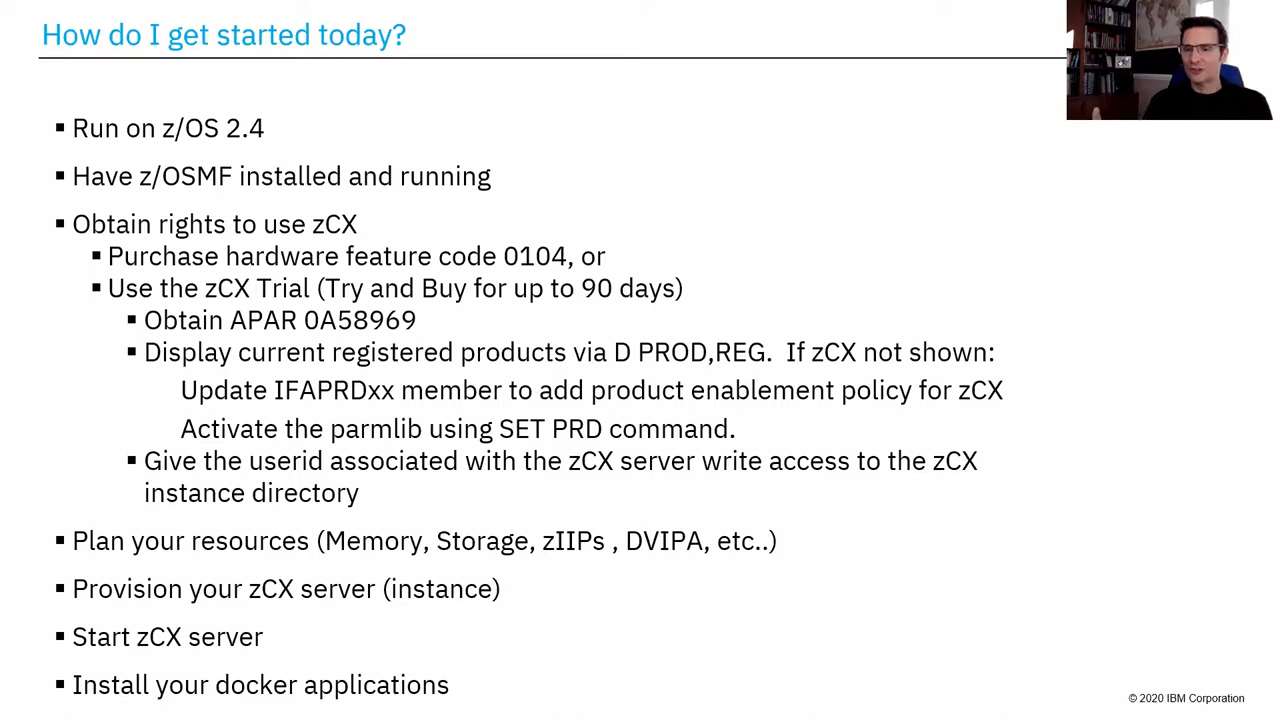 How do I get started today?
▪ Run on z/OS 2.4
▪ Have z/OSMF installed and running
▪ Obtain rights to use zCX
▪ Purchase hardware feature code 0104, or
▪ Use the zCX Trial (Try and Buy for up to 90 days)
▪ Obtain APAR 0A58969
▪ Display current registered products via D PROD,REG.  If zCX not shown:
Update IFAPRDxx member to add product enablement policy for zCX
Activate the parmlib using SET PRD command.
▪ Give the userid associated with the zCX server write access to the zCX
instance directory
▪ Plan your resources (Memory, Storage, zIIPs , DVIPA, etc..)
▪ Provision your zCX server (instance)
▪ Start zCX server
▪ Install your docker applications
© 2020 IBM Corporation